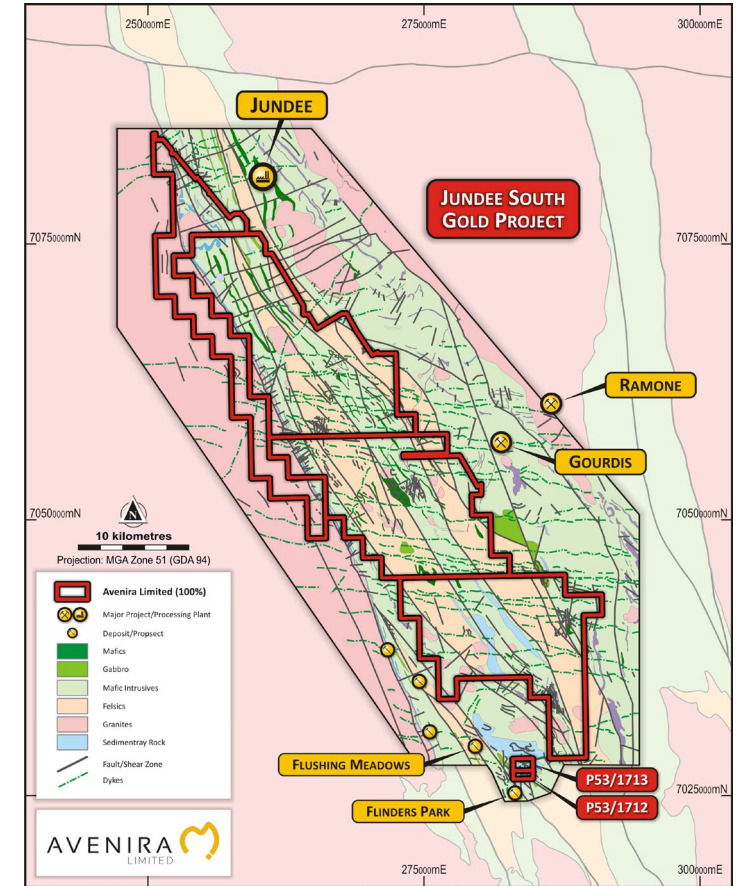 250000mE
275000mE
300000mE
JUNDEE
JUNDEE SOUTH
GOLD PROJECT
7075000mN
7075000mN
RAMONE
GOURDIS
7050000mN
7050000mN
N
10 kilometres
Projection: MGA Zone 51 (GDA 94)
Avenira Limited (100%)
Major Project/Processing Plant
Deposit/Propsect
Mafics
Gabbro
Mafic Intrusives
Felsics
Granites
Sedimentray Rock
Fault/Shear Zone
Dykes
FLUSHING MEADOWS
P53/1713
P53/1712
FLINDERS PARK
7025000mN
AVENIRA
LIMITED
275000mE
300000mE